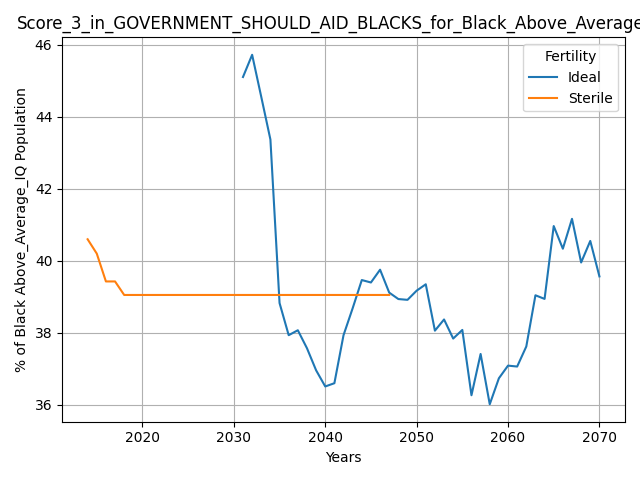 Score_3_in_GOVERNMENT_SHOULD_AID_BLACKS_for_Black_Above_Average
Fertility
Ideal
Sterile
% of Black Above_Average_IQ Population
46
44
42
40
38
36
2020 2030 2040 2050 2060 2070
Years